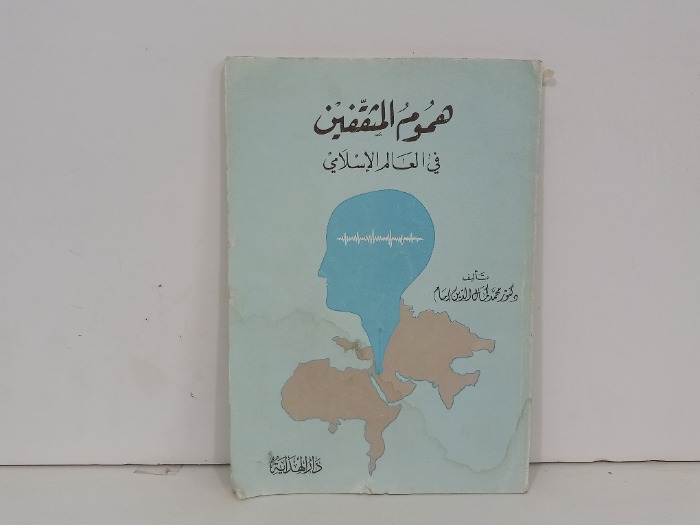 هموم المثقفين
في العالم الإسلامي
تأليف
دكتور محمد كمال الدين إمام
دار الهداية